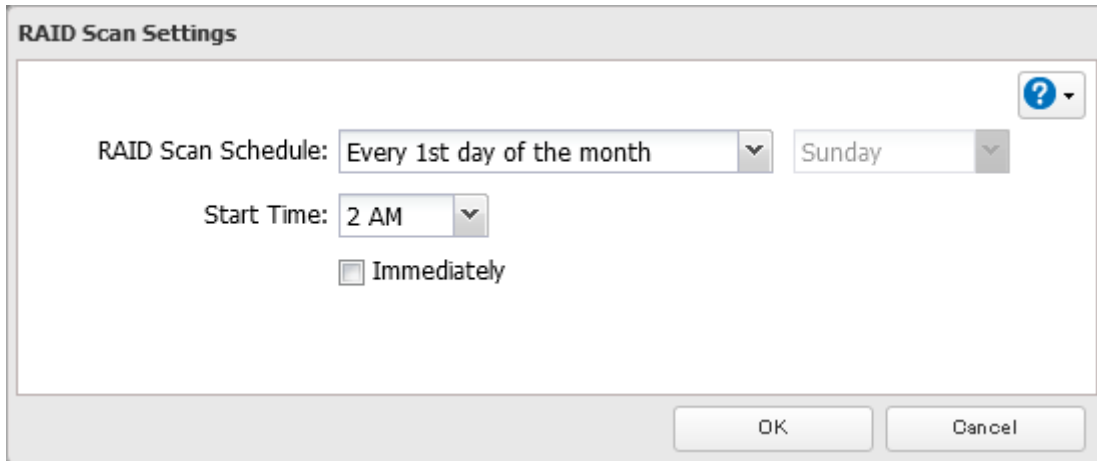 RAID Scan Settings
?
RAID Scan Schedule: Every 1st day of the month Sunday
Start Time: 2 AM
Immediately
OK Cancel